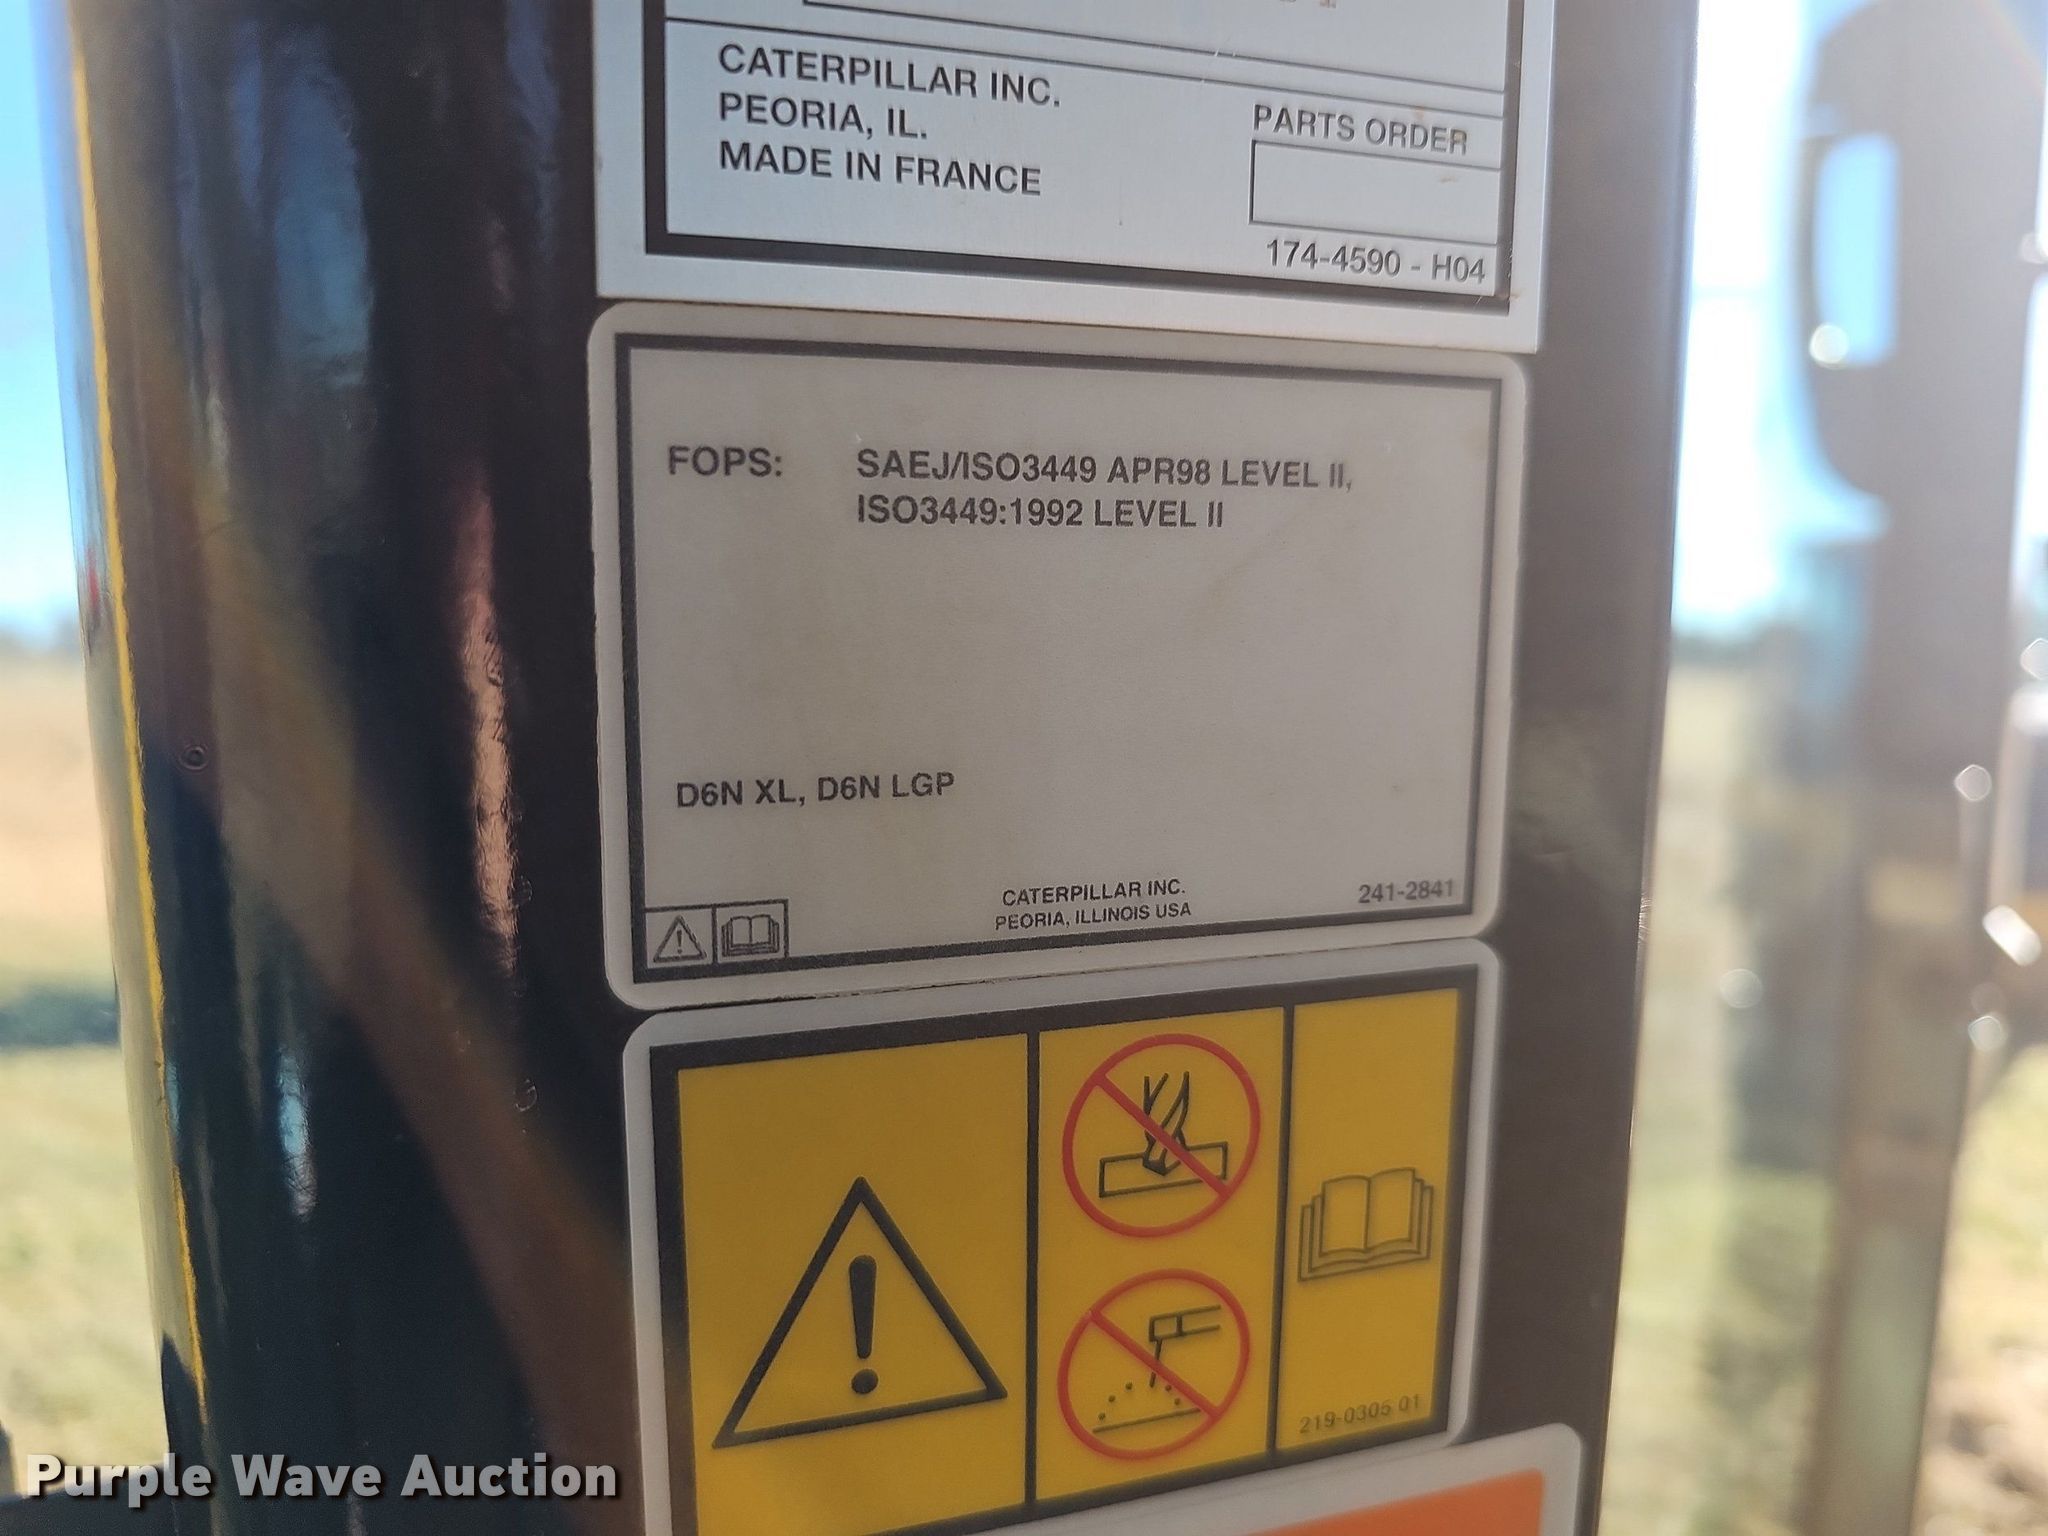 CATERPILLAR INC.
PEORIA, IL.
MADE IN FRANCE
PARTS ORDER
174-4590 - H04
FOPS: SAEJ/ISO3449 APR98 LEVEL II,
ISO3449:1992 LEVEL II
D6N XL, D6N LGP
CATERPILLAR INC.
PEORIA, ILLINOIS USA
241-2841
219-0305 01
Purple Wave Auction